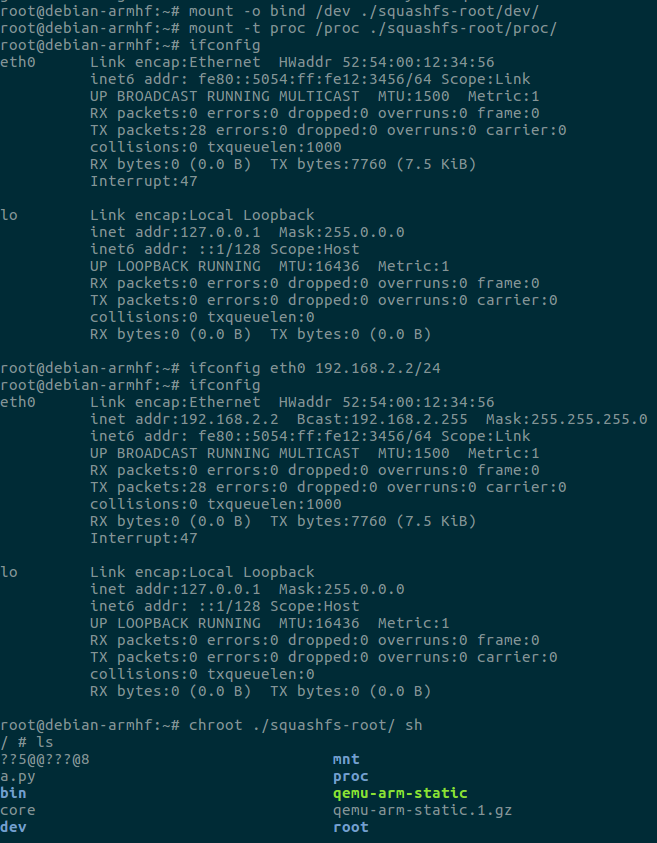 root@debian-armhf:~# mount -o bind /dev ./squashfs-root/dev/
root@debian-armhf:~# mount -t proc /proc ./squashfs-root/proc/
root@debian-armhf:~# ifconfig
eth0      Link encap:Ethernet  HWaddr 52:54:00:12:34:56
          inet6 addr: fe80::5054:ff:fe12:3456/64 Scope:Link
          UP BROADCAST RUNNING MULTICAST  MTU:1500  Metric:1
          RX packets:0 errors:0 dropped:0 overruns:0 frame:0
          TX packets:28 errors:0 dropped:0 overruns:0 carrier:0
          collisions:0 txqueuelen:1000
          RX bytes:0 (0.0 B)  TX bytes:7760 (7.5 KiB)
          Interrupt:47

lo        Link encap:Local Loopback
          inet addr:127.0.0.1  Mask:255.0.0.0
          inet6 addr: ::1/128 Scope:Host
          UP LOOPBACK RUNNING  MTU:16436  Metric:1
          RX packets:0 errors:0 dropped:0 overruns:0 frame:0
          TX packets:0 errors:0 dropped:0 overruns:0 carrier:0
          collisions:0 txqueuelen:0
          RX bytes:0 (0.0 B)  TX bytes:0 (0.0 B)

root@debian-armhf:~# ifconfig eth0 192.168.2.2/24
root@debian-armhf:~# ifconfig
eth0      Link encap:Ethernet  HWaddr 52:54:00:12:34:56
          inet addr:192.168.2.2  Bcast:192.168.2.255  Mask:255.255.255.0
          inet6 addr: fe80::5054:ff:fe12:3456/64 Scope:Link
          UP BROADCAST RUNNING MULTICAST  MTU:1500  Metric:1
          RX packets:0 errors:0 dropped:0 overruns:0 frame:0
          TX packets:28 errors:0 dropped:0 overruns:0 carrier:0
          collisions:0 txqueuelen:1000
          RX bytes:0 (0.0 B)  TX bytes:7760 (7.5 KiB)
          Interrupt:47

lo        Link encap:Local Loopback
          inet addr:127.0.0.1  Mask:255.0.0.0
          inet6 addr: ::1/128 Scope:Host
          UP LOOPBACK RUNNING  MTU:16436  Metric:1
          RX packets:0 errors:0 dropped:0 overruns:0 frame:0
          TX packets:0 errors:0 dropped:0 overruns:0 carrier:0
          collisions:0 txqueuelen:0
          RX bytes:0 (0.0 B)  TX bytes:0 (0.0 B)

root@debian-armhf:~# chroot ./squashfs-root/ sh
/ # ls
??5@@???@8                           mnt
a.py                                 proc
bin                                  qemu-arm-static
core                                 qemu-arm-static.1.gz
dev                                  root